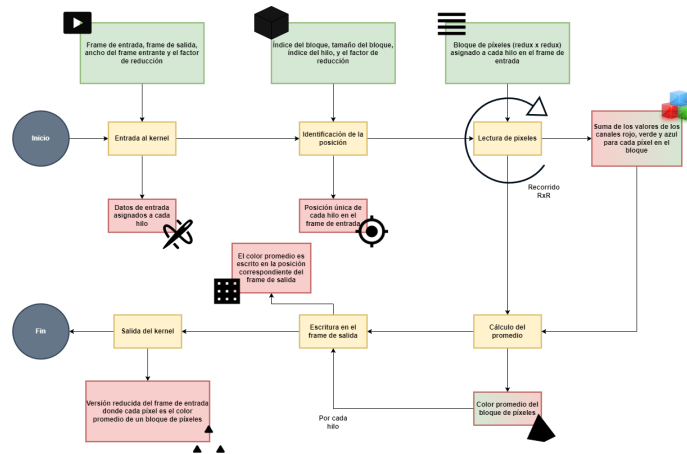 Frame de entrada, frame de salida,
ancho del frame entrante y el factor
de reducción
Índice del bloque, tamaño del bloque,
índice del hilo, y el factor de
reducción
Bloque de píxeles (redux x redux)
asignado a cada hilo en el frame de
entrada
Inicio
Entrada al kernel
Identificación de la
posición
Lectura de píxeles
Suma de los valores de los
canales rojo, verde y azul
para cada píxel en el
bloque
Recorrido
RxR
Datos de entrada
asignados a cada
hilo
Posición única de
cada hilo en el
frame de entrada
El color promedio es
escrito en la posición
correspondiente del
frame de salida
Fin
Salida del kernel
Escritura en el
frame de salida
Cálculo del
promedio
Versión reducida del frame de entrada
donde cada píxel es el color
promedio de un bloque de píxeles
Por cada
hilo
Color promedio del
bloque de píxeles